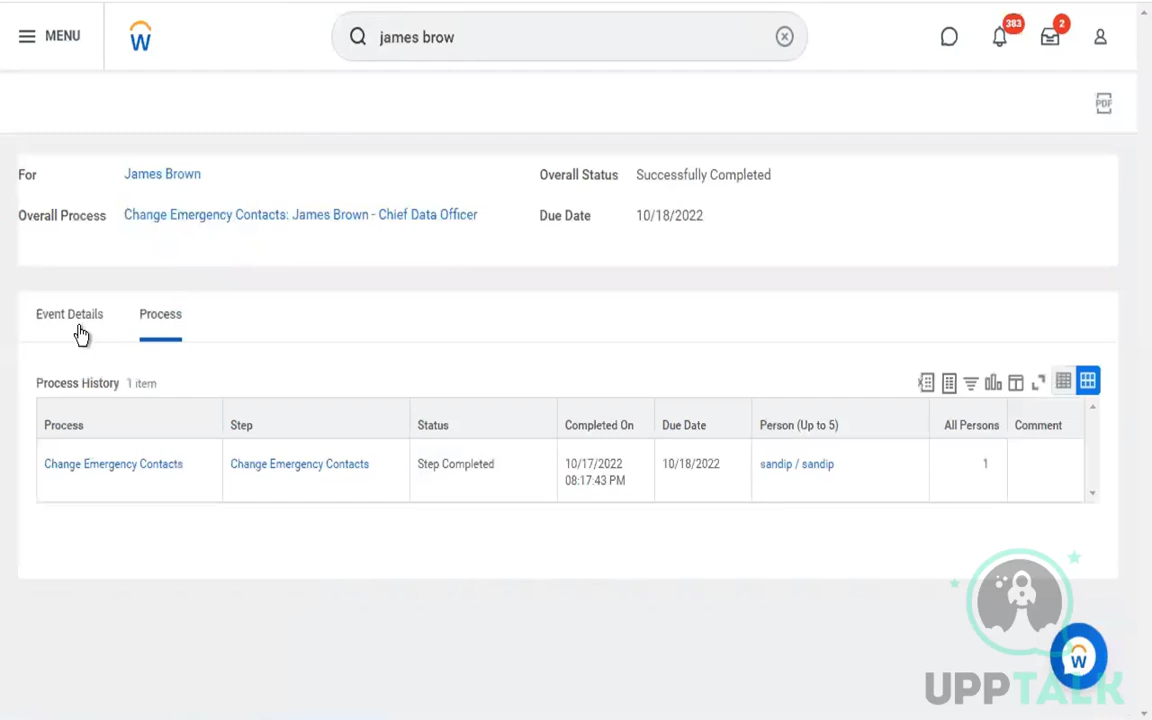 MENU
james brow
383
2
PDF
For James Brown Overall Status Successfully Completed
Overall Process Change Emergency Contacts: James Brown - Chief Data Officer Due Date 10/18/2022
Event Details Process
Process History 1 item
Process Step Status Completed On Due Date Person (Up to 5) All Persons Comment
Change Emergency Contacts Change Emergency Contacts Step Completed 10/17/2022 10/18/2022 sandip / sandip 1
08:17:43 PM
UPPTALK